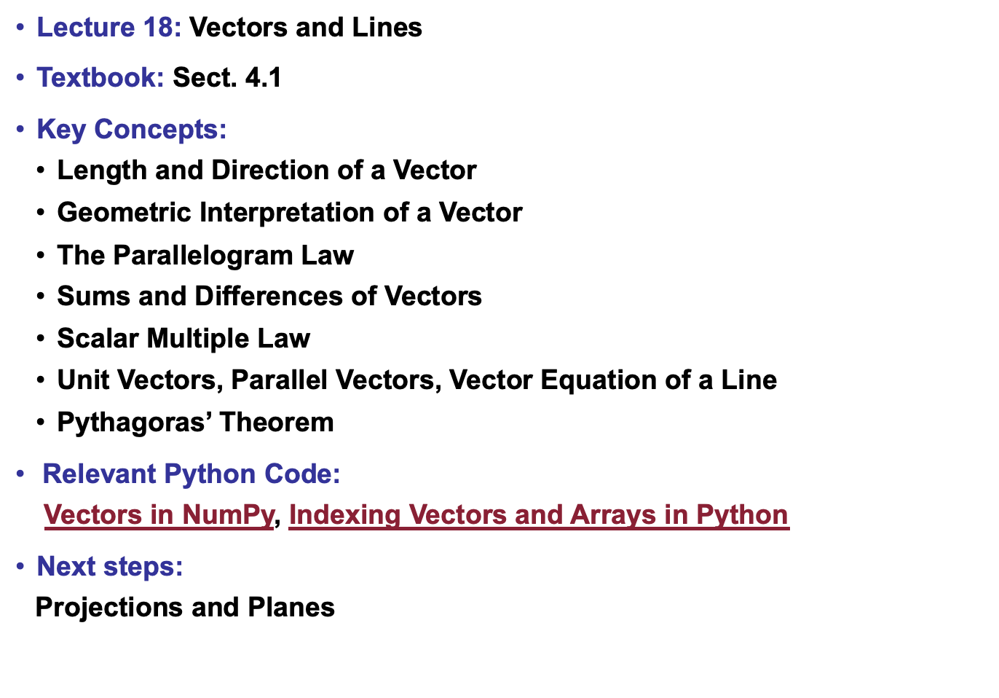 • Lecture 18: Vectors and Lines
• Textbook: Sect. 4.1
• Key Concepts:
• Length and Direction of a Vector
• Geometric Interpretation of a Vector
• The Parallelogram Law
• Sums and Differences of Vectors
• Scalar Multiple Law
• Unit Vectors, Parallel Vectors, Vector Equation of a Line
• Pythagoras’ Theorem
• Relevant Python Code:
Vectors in NumPy, Indexing Vectors and Arrays in Python
• Next steps:
Projections and Planes